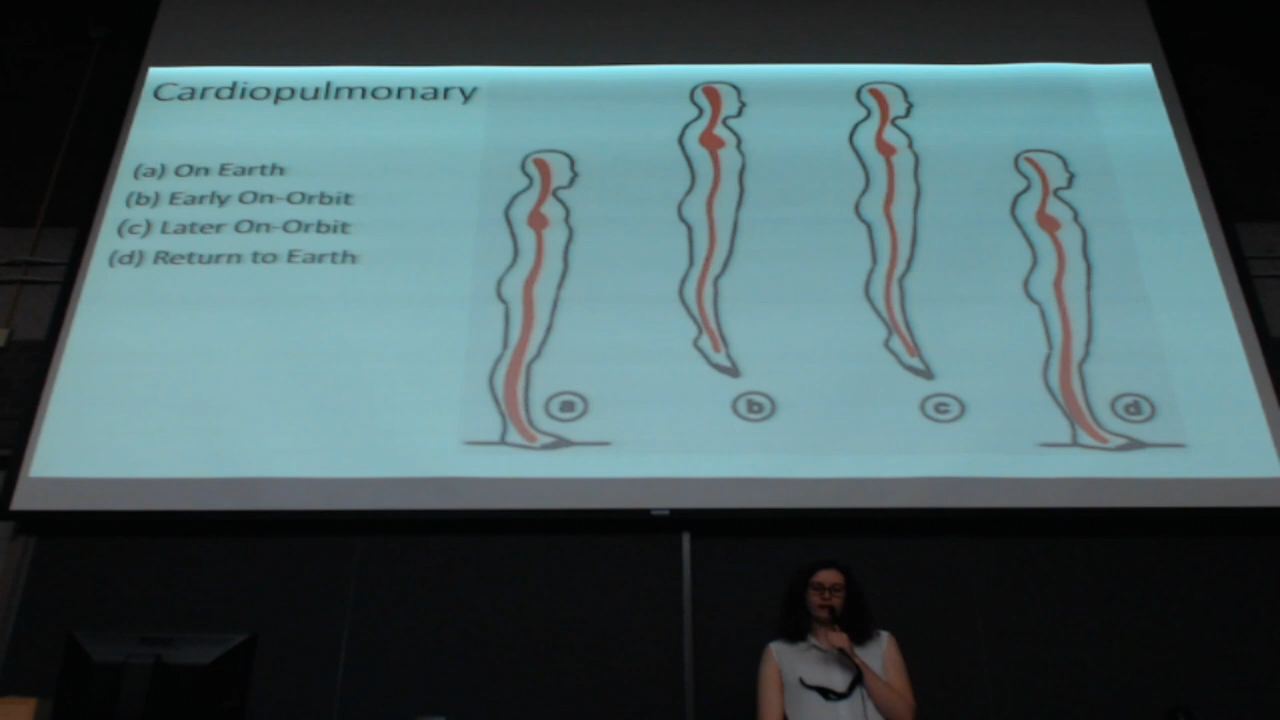 Cardiopulmonary
(a) On Earth
(b) Early On-Orbit
(c) Later On-Orbit
(d) Return to Earth
a
b
c
d